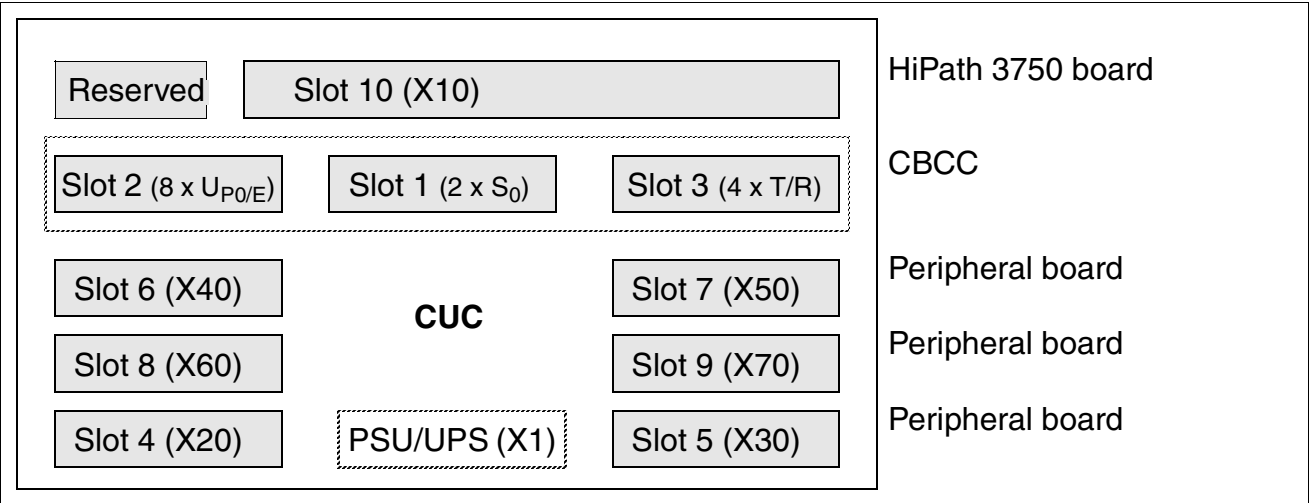 Reserved Slot 10 (X10) HiPath 3750 board
Slot 2 (8 x UP0/E) Slot 1 (2 x S0) Slot 3 (4 x T/R) CBCC
Slot 6 (X40) Slot 7 (X50) Peripheral board
CUC
Slot 8 (X60) Slot 9 (X70) Peripheral board
Slot 4 (X20) PSU/UPS (X1) Slot 5 (X30) Peripheral board